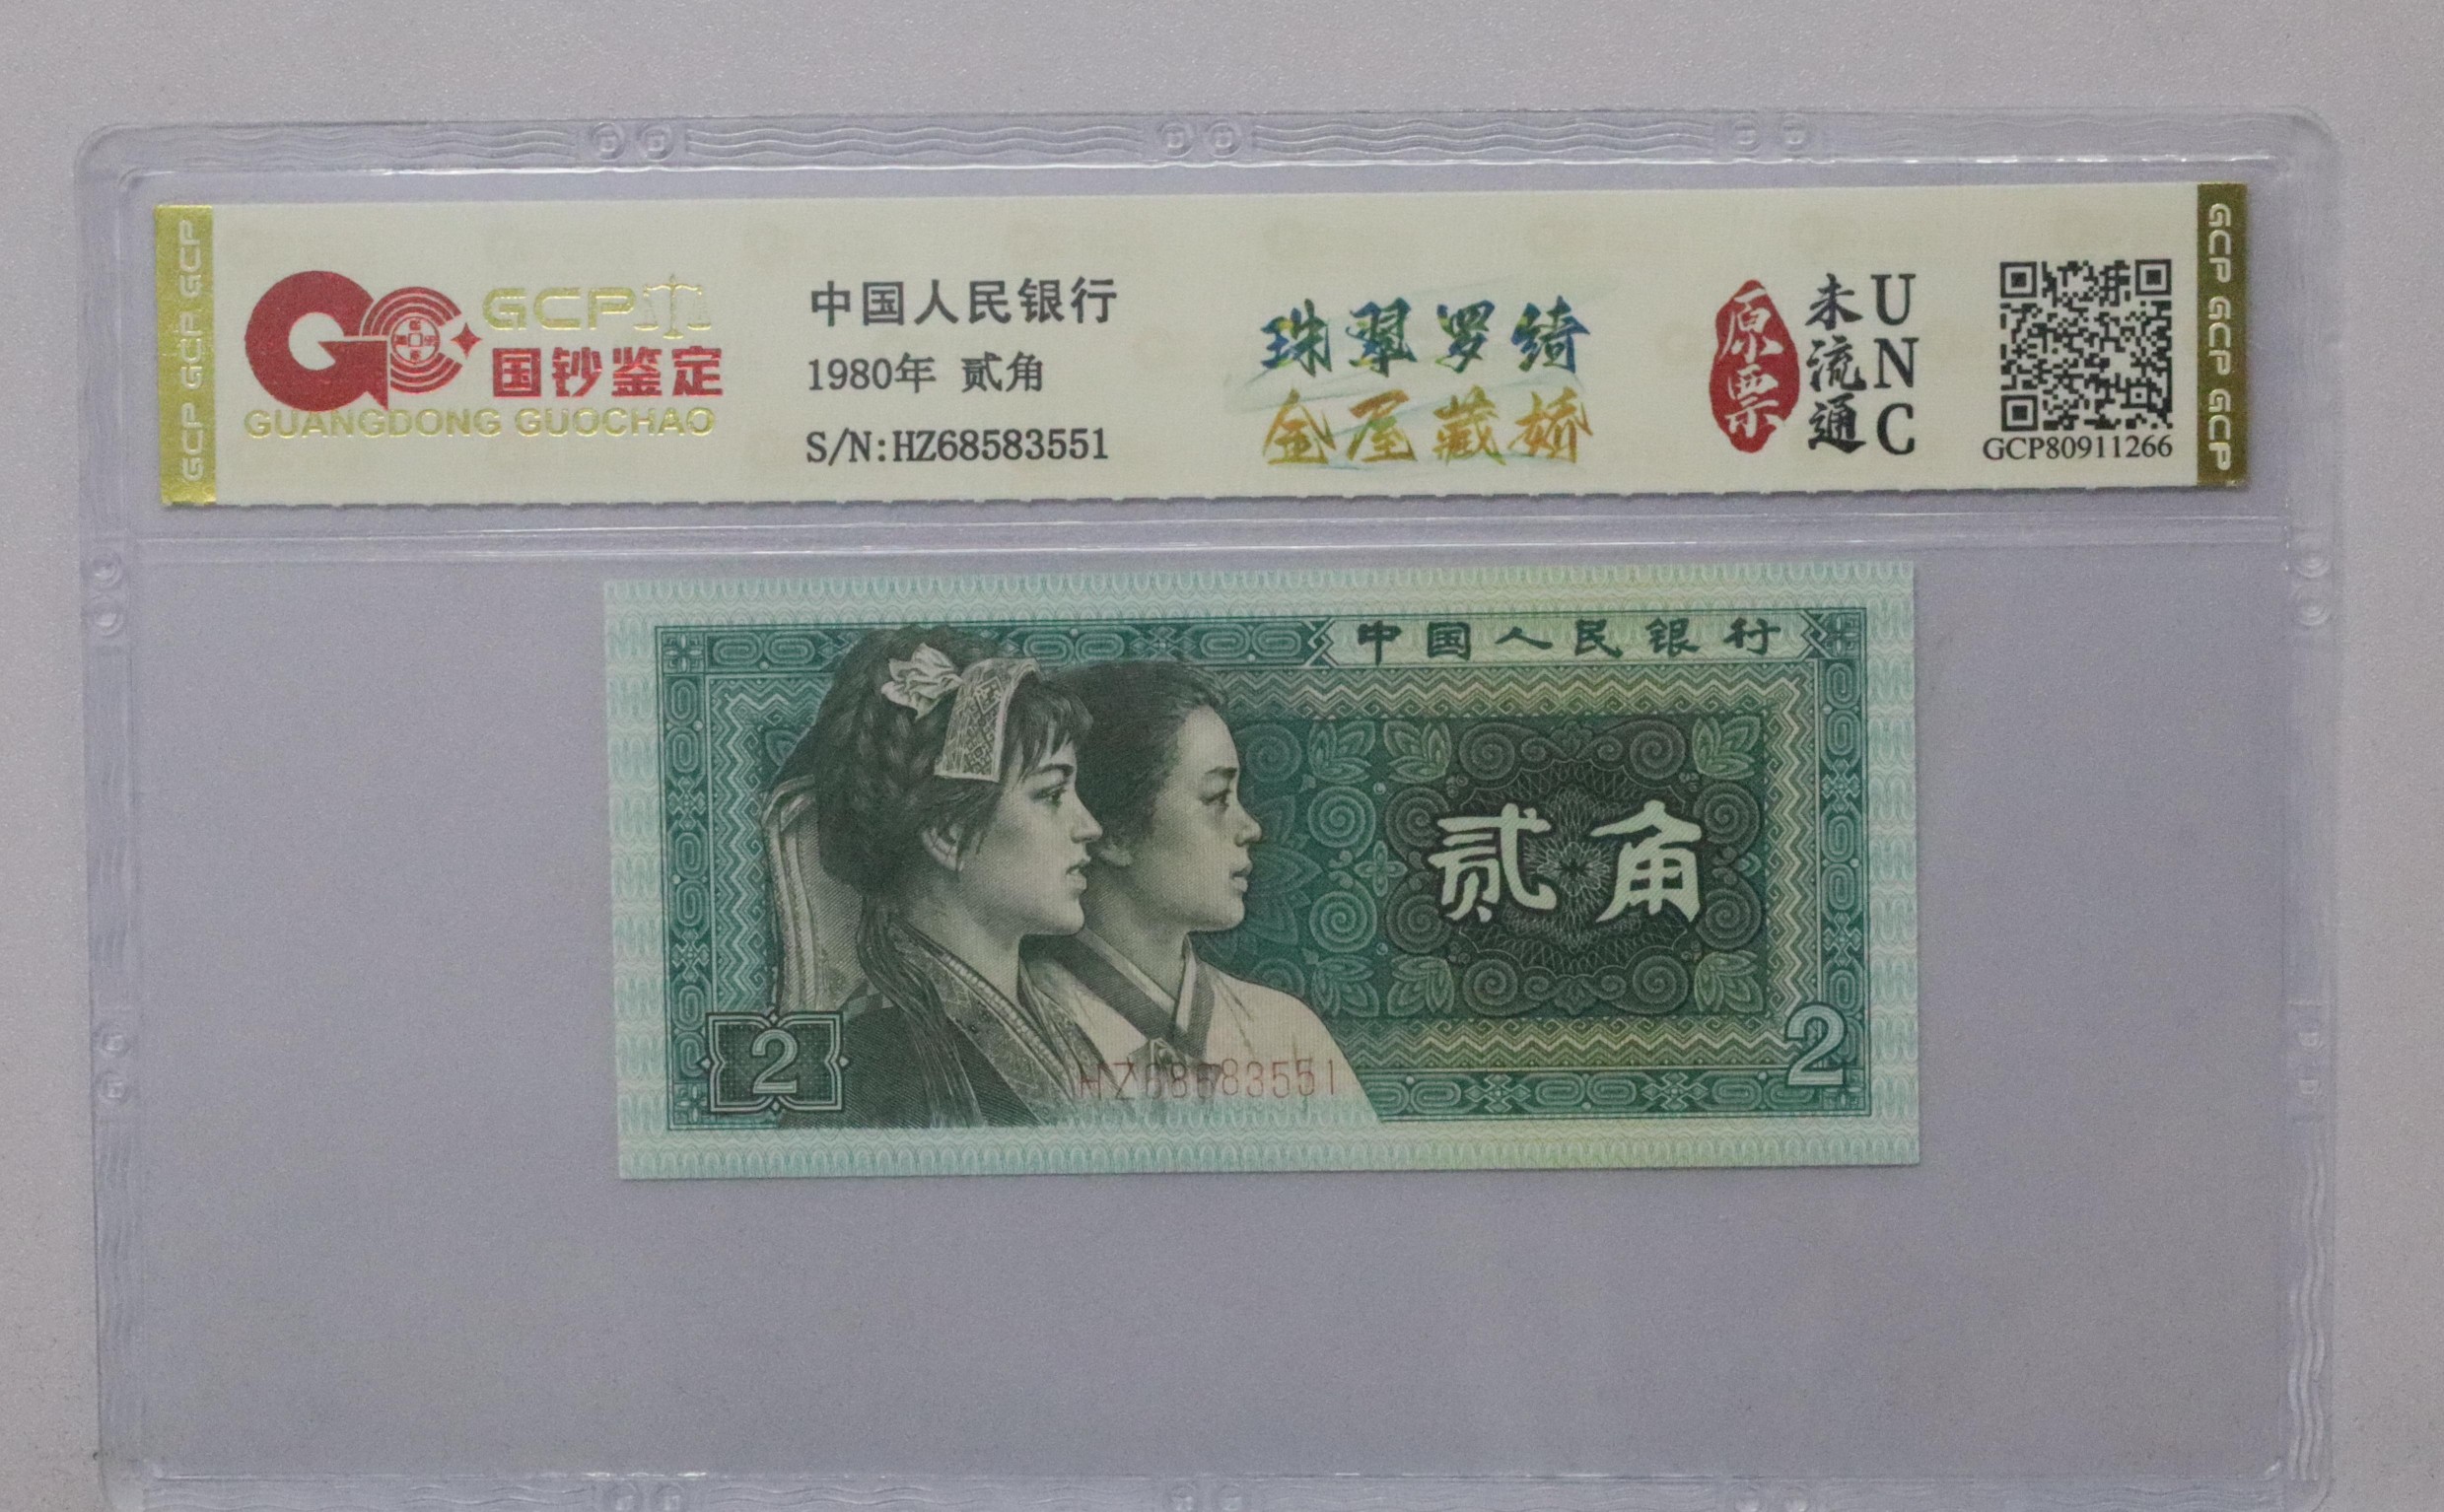 GCP GCP GCP
GCP
国钞鉴定
GUANGDONG GUOCHAO
中国人民银行
1980年 贰角
S/N:HZ68583551
珠翠罗绮
金屋藏娇
原票
未流通
UNC
GCP80911266
GCP GCP GCP
中国人民银行
贰角
2
HZ68583551
2